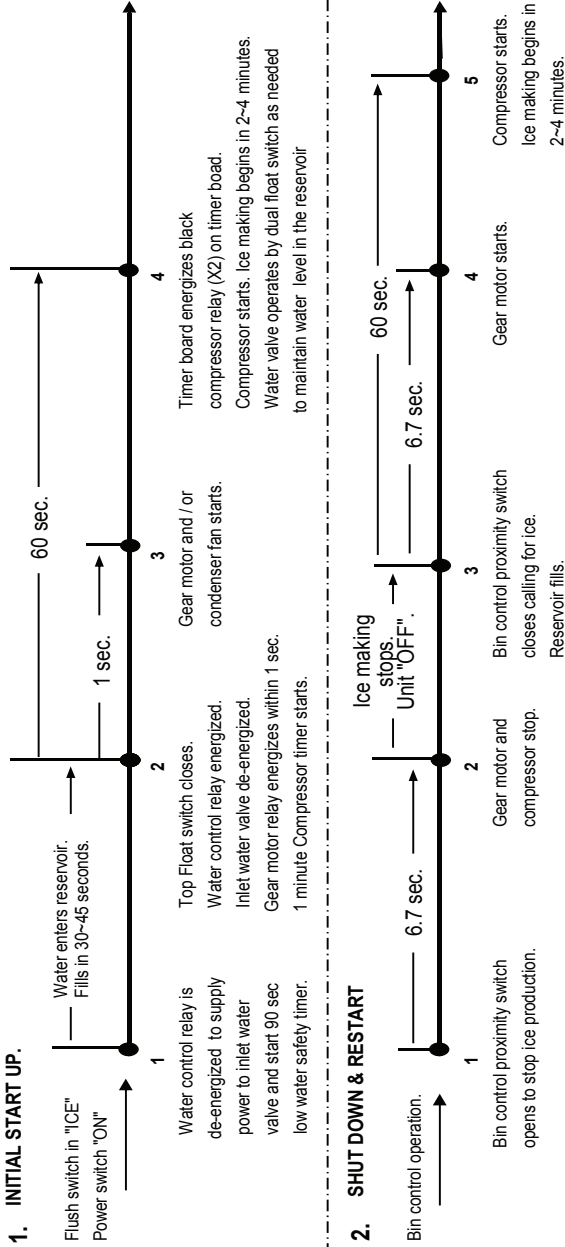 1. INITIAL START UP.
Flush switch in "ICE"
Power switch "ON"
Water enters reservoir.
Fills in 30~45 seconds.
1 sec.
60 sec.
1
Water control relay is
de-energized to supply
power to inlet water
valve and start 90 sec
low water safety timer.
2
Top Float switch closes.
Water control relay energized.
Inlet water valve de-energized.
Gear motor relay energizes within 1 sec.
1 minute Compressor timer starts.
3
Gear motor and / or
condenser fan starts.
4
Timer board energizes black
compressor relay (X2) on timer boad.
Compressor starts. Ice making begins in 2~4 minutes.
Water valve operates by dual float switch as needed
to maintain water level in the reservoir
2. SHUT DOWN & RESTART
Bin control operation.
6.7 sec.
Ice making
stops.
Unit "OFF".
6.7 sec.
60 sec.
1
Bin control proximity switch
opens to stop ice production.
2
Gear motor and
compressor stop.
3
Bin control proximity switch
closes calling for ice.
Reservoir fills.
4
Gear motor starts.
5
Compressor starts.
Ice making begins in
2~4 minutes.